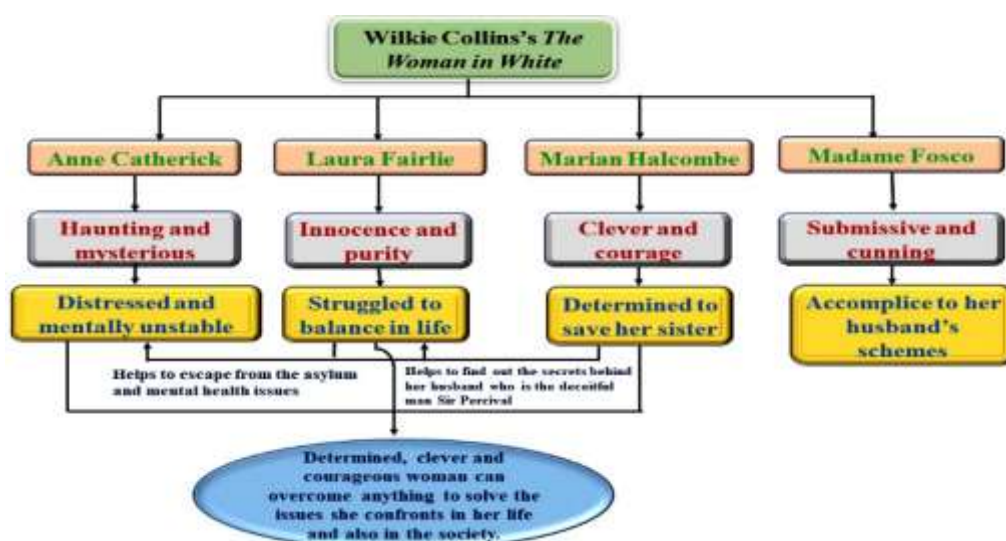 Wilkie Collins's The
Woman in White
Anne Catherick
Laura Fairlie
Marian Halcombe
Madame Fosco
Haunting and
mysterious
Innocence and
purity
Clever and
courage
Submissive and
cunning
Distressed and
mentally unstable
Struggled to
balance in life
Determined to
save her sister
Accomplice to her
husband's
schemes
Helps to escape from the asylum
and mental health issues
Helps to find out the secrets behind
her husband who is the deceitful
man Sir Percival
Determined, clever and
courageous woman can
overcome anything to solve the
issues she confronts in her life
and also in the society.